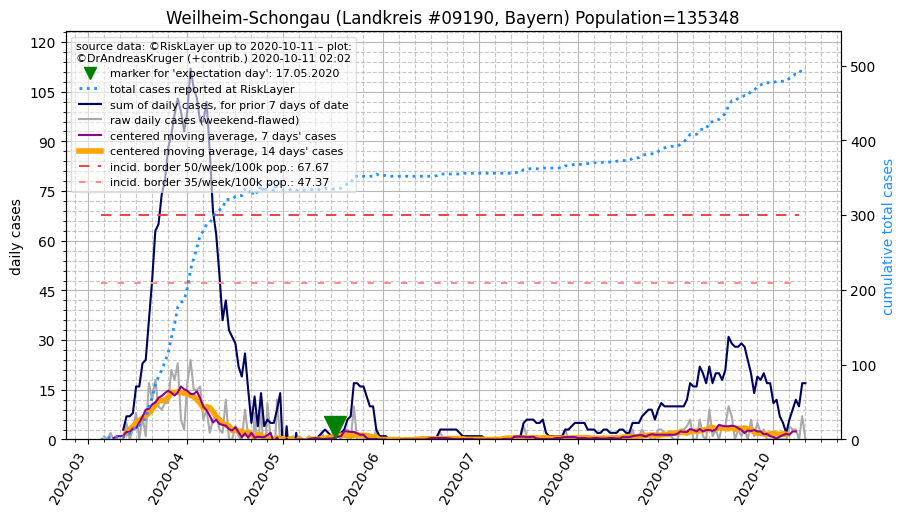 Weilheim-Schongau (Landkreis #09190, Bayern) Population=135348
source data: ©RiskLayer up to 2020-10-11 – plot:
©DrAndreasKruger (+contrib.) 2020-10-11 02:02
marker for 'expectation day': 17.05.2020
total cases reported at RiskLayer
sum of daily cases, for prior 7 days of date
raw daily cases (weekend-flawed)
centered moving average, 7 days' cases
centered moving average, 14 days' cases
incid. border 50/week/100k pop.: 67.67
incid. border 35/week/100k pop.: 47.37
daily cases
120
105
90
75
60
45
30
15
0
cumulative total cases
500
400
300
200
100
0
2020-03
2020-04
2020-05
2020-06
2020-07
2020-08
2020-09
2020-10